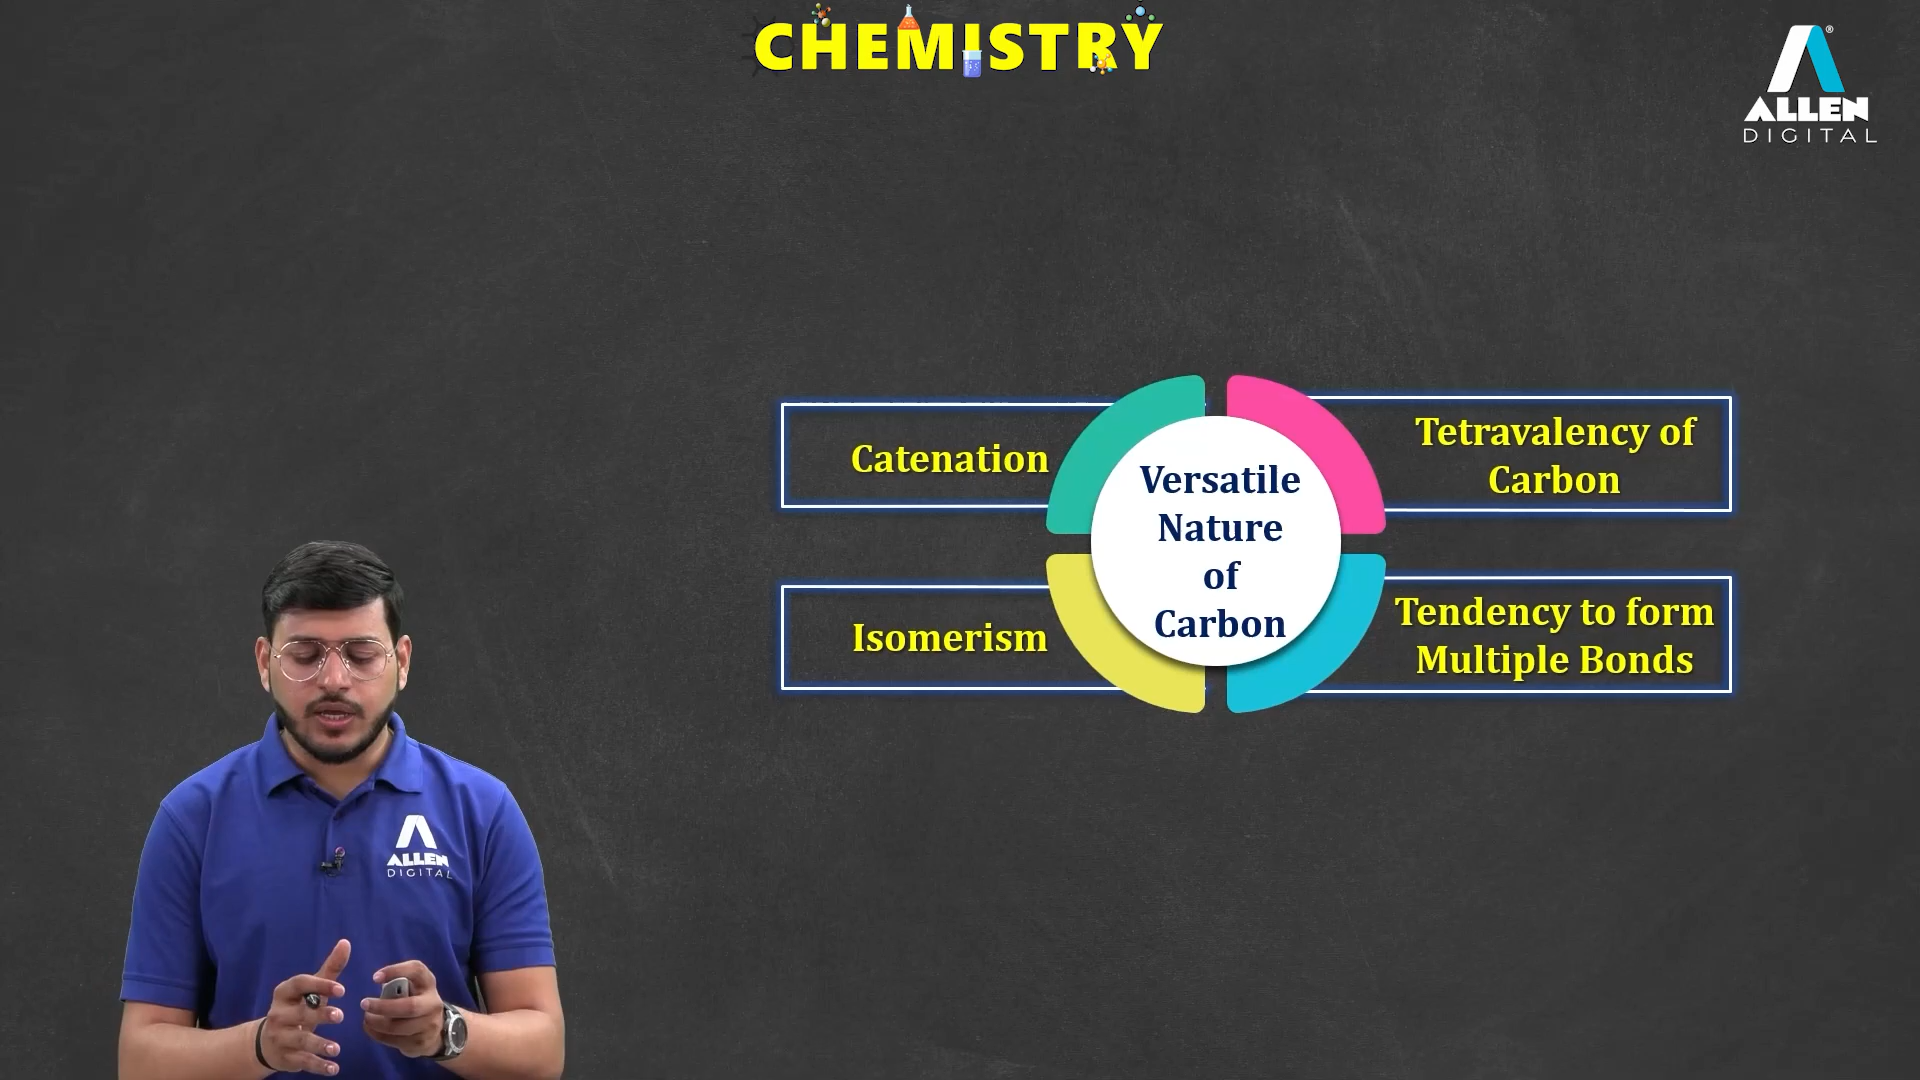 CHEMISTRY
ALLEN
DIGITAL
Catenation
Tetravalency of
Carbon
Versatile
Nature
of
Carbon
Isomerism
Tendency to form
Multiple Bonds
ALLEN
DIGITAL